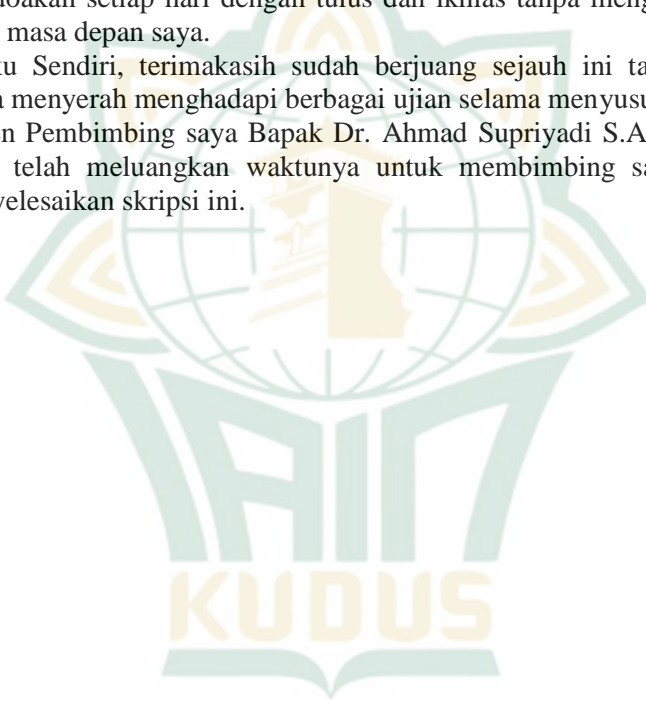 doakan setiap hari dengan tulus dan ikhlas tanpa meng
masa depan saya.
Sendiri, terimakasih sudah berjuang sejauh ini ta
menyerah menghadapi berbagai ujian selama menyusu
Pembimbing saya Bapak Dr. Ahmad Supriyadi S.A
telah meluangkan waktunya untuk membimbing sa
yelesaikan skripsi ini.
IAIN
KUDUS